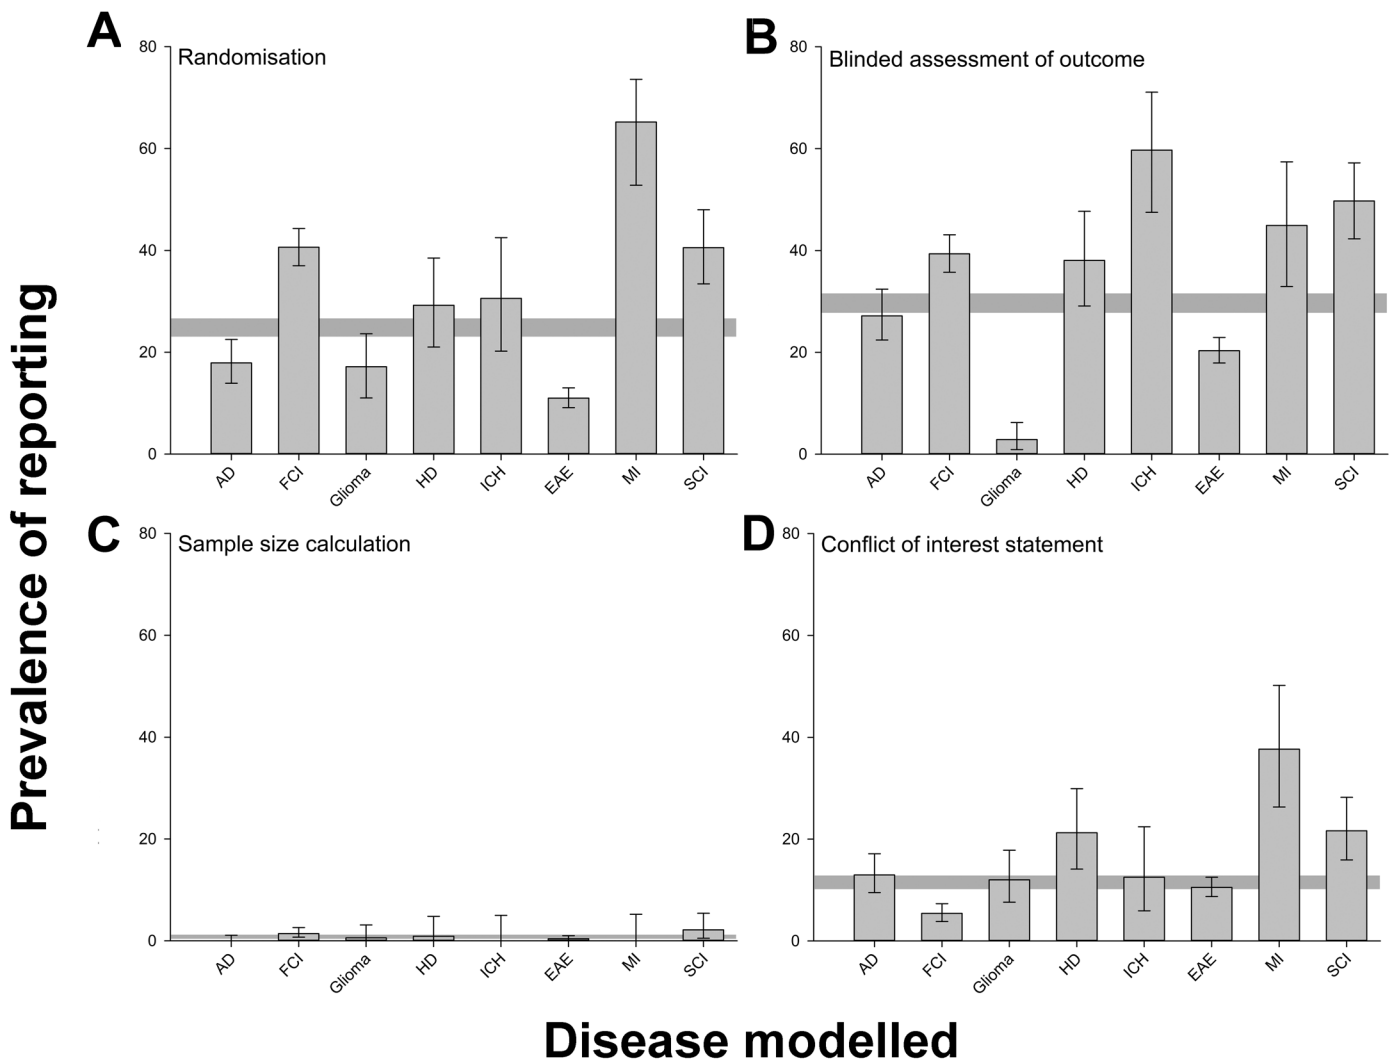 A
Randomisation
80
60
40
20
0
AD
FCI
Glioma
HD
ICH
EAE
MI
SCI
B
Blinded assessment of outcome
80
60
40
20
0
AD
FCI
Glioma
HD
ICH
EAE
MI
SCI
Prevalence of reporting
C
Sample size calculation
80
60
40
20
0
AD
FCI
Glioma
HD
ICH
EAE
MI
SCI
D
Conflict of interest statement
80
60
40
20
0
AD
FCI
Glioma
HD
ICH
EAE
MI
SCI
Disease modelled